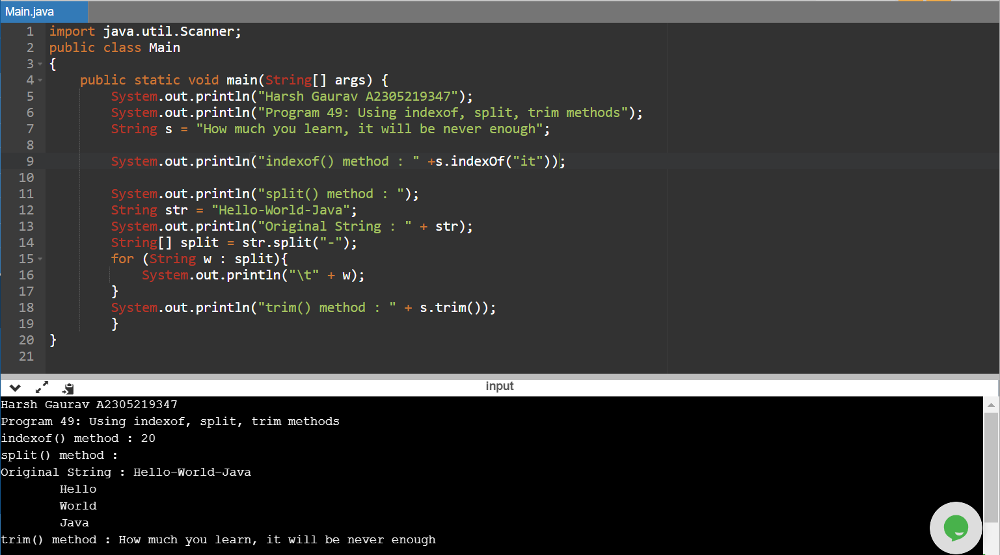 Main.java
1 import java.util.Scanner;
2 public class Main
3 {
4     public static void main(String[] args) {
5         System.out.println("Harsh Gaurav A2305219347");
6         System.out.println("Program 49: Using indexof, split, trim methods");
7         String s = "How much you learn, it will be never enough";
8
9         System.out.println("indexof() method : " +s.indexOf("it"));
10
11         System.out.println("split() method : ");
12         String str = "Hello-World-Java";
13         System.out.println("Original String : " + str);
14         String[] split = str.split("-");
15         for (String w : split){
16             System.out.println("\t" + w);
17         }
18         System.out.println("trim() method : " + s.trim());
19         }
20 }
21
input
Harsh Gaurav A2305219347
Program 49: Using indexof, split, trim methods
indexof() method : 20
split() method :
Original String : Hello-World-Java
        Hello
        World
        Java
trim() method : How much you learn, it will be never enough